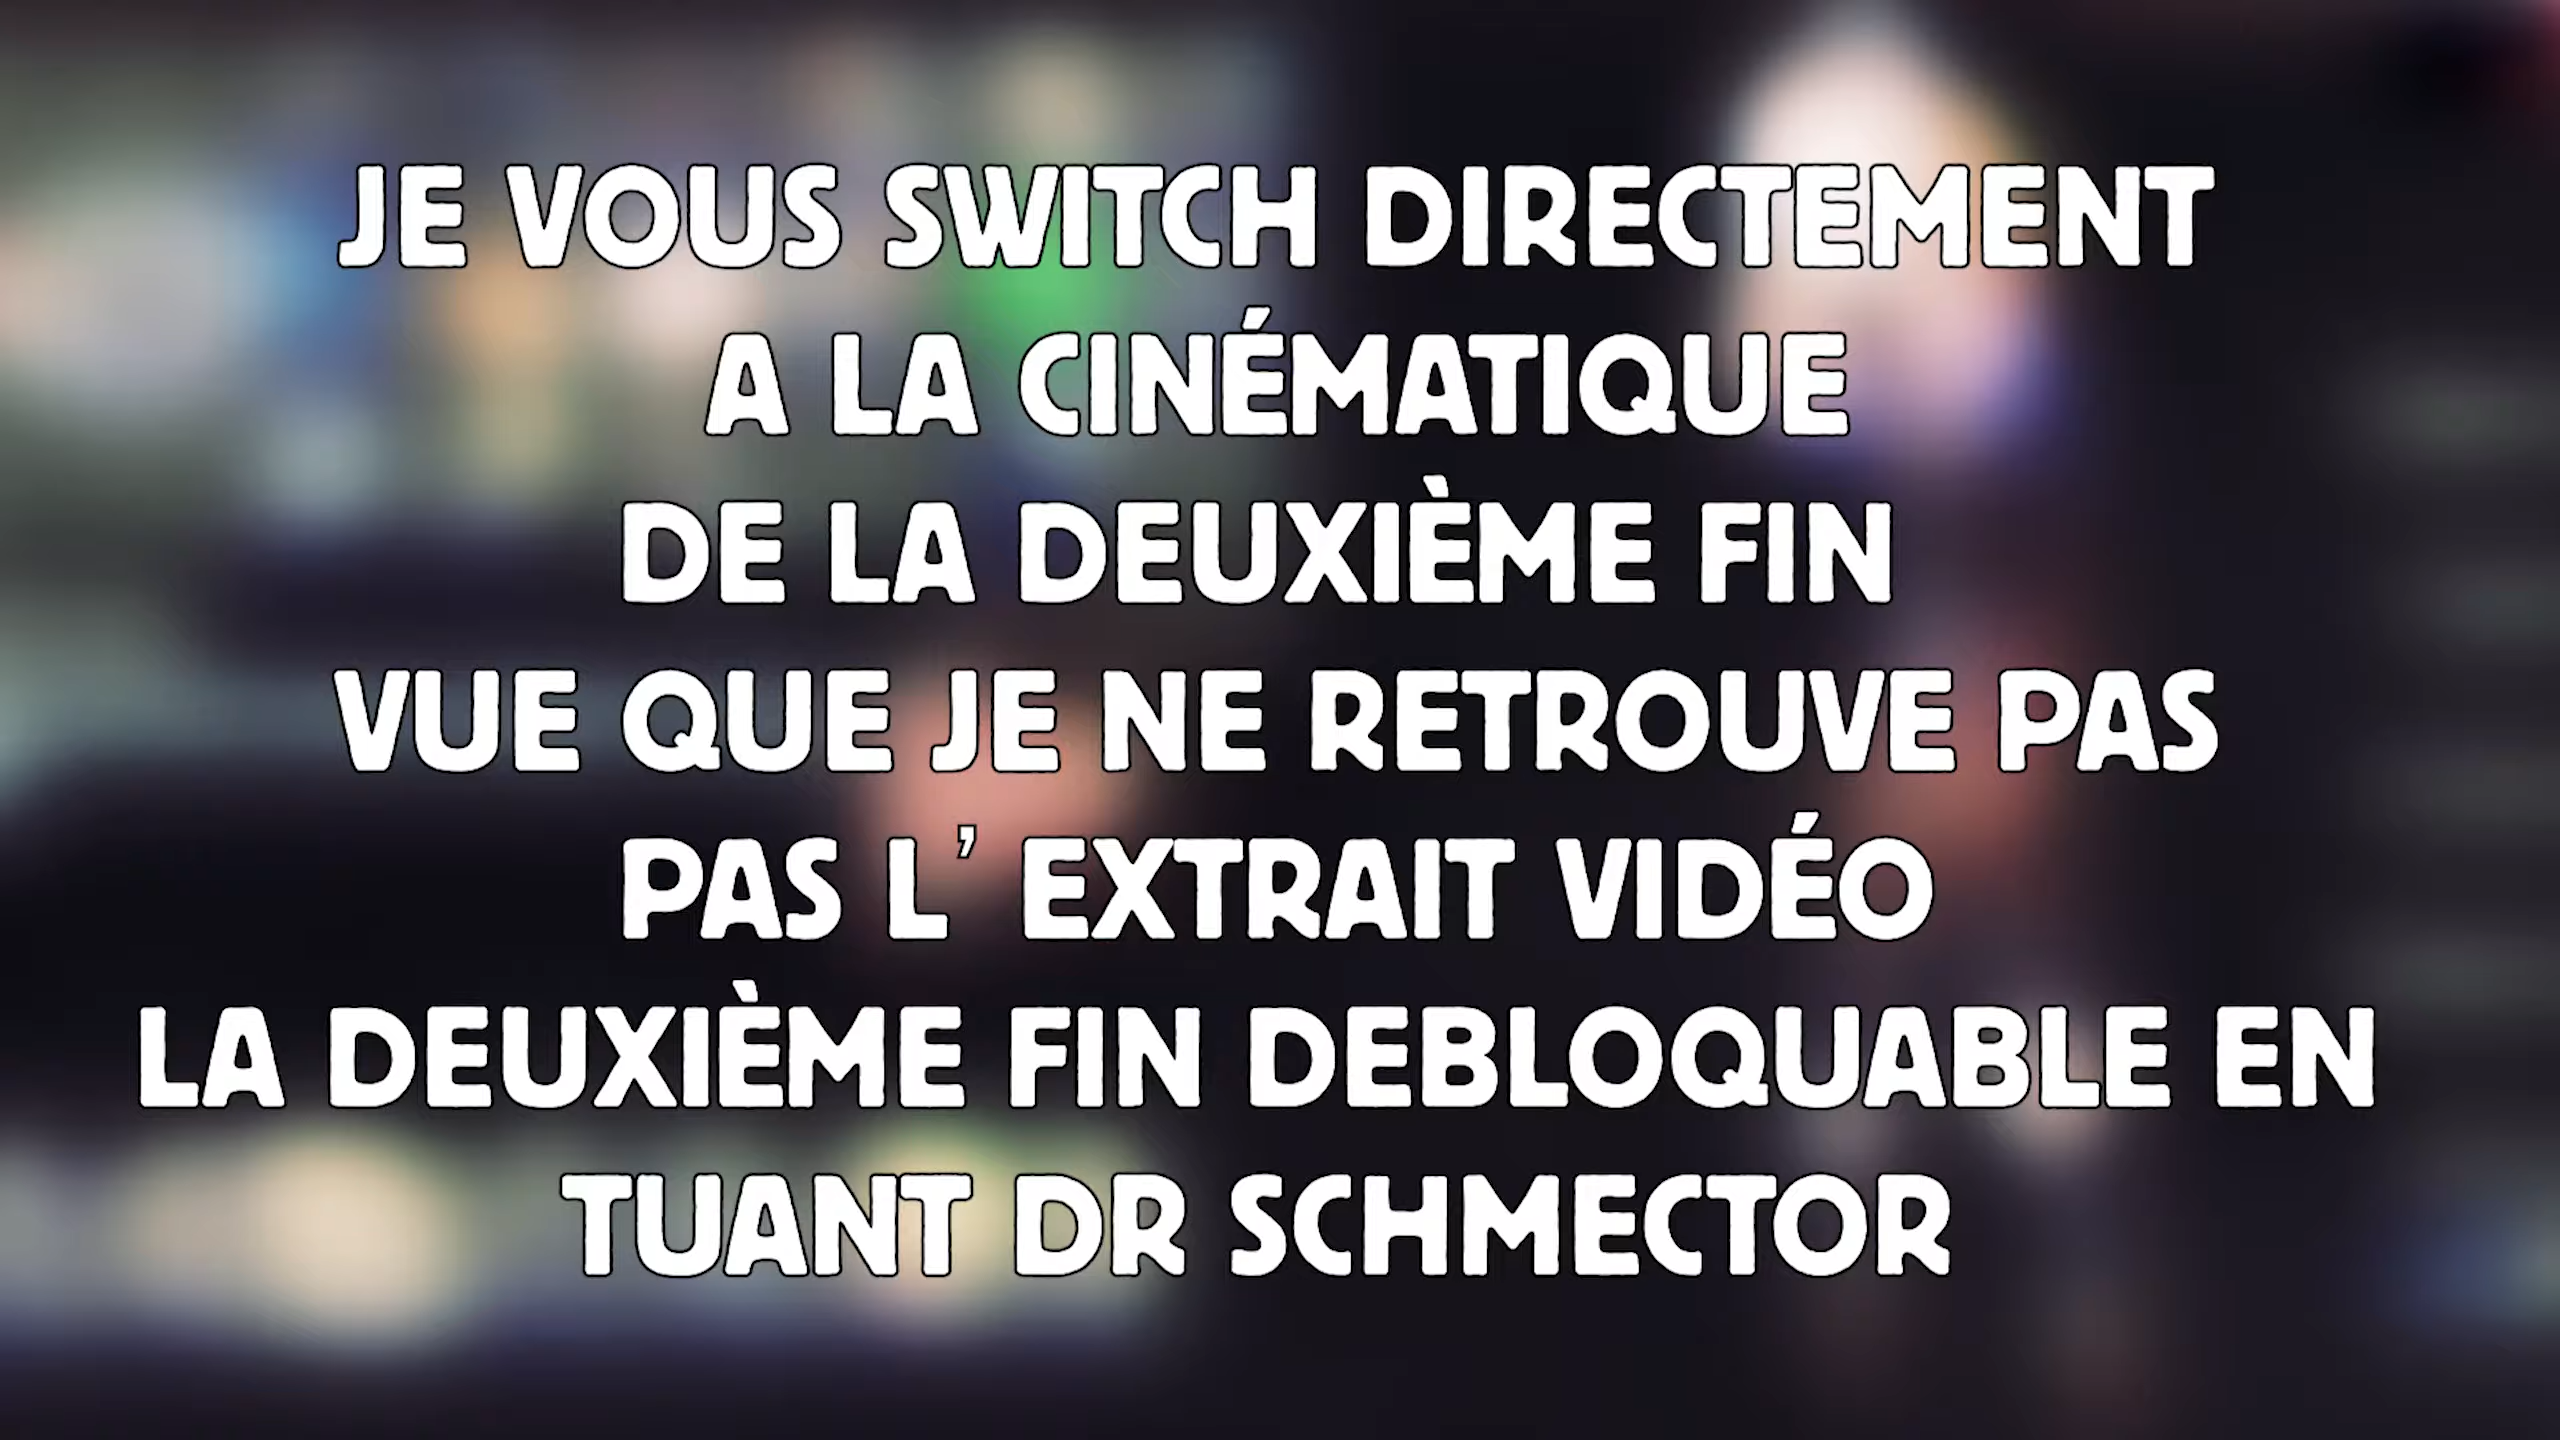 JE VOUS SWITCH DIRECTEMENT
A LA CINÉMATIQUE
DE LA DEUXIÈME FIN
VUE QUE JE NE RETROUVE PAS
PAS L' EXTRAIT VIDÉO
LA DEUXIÈME FIN DEBLOQUABLE EN
TUANT DR SCHMECTOR